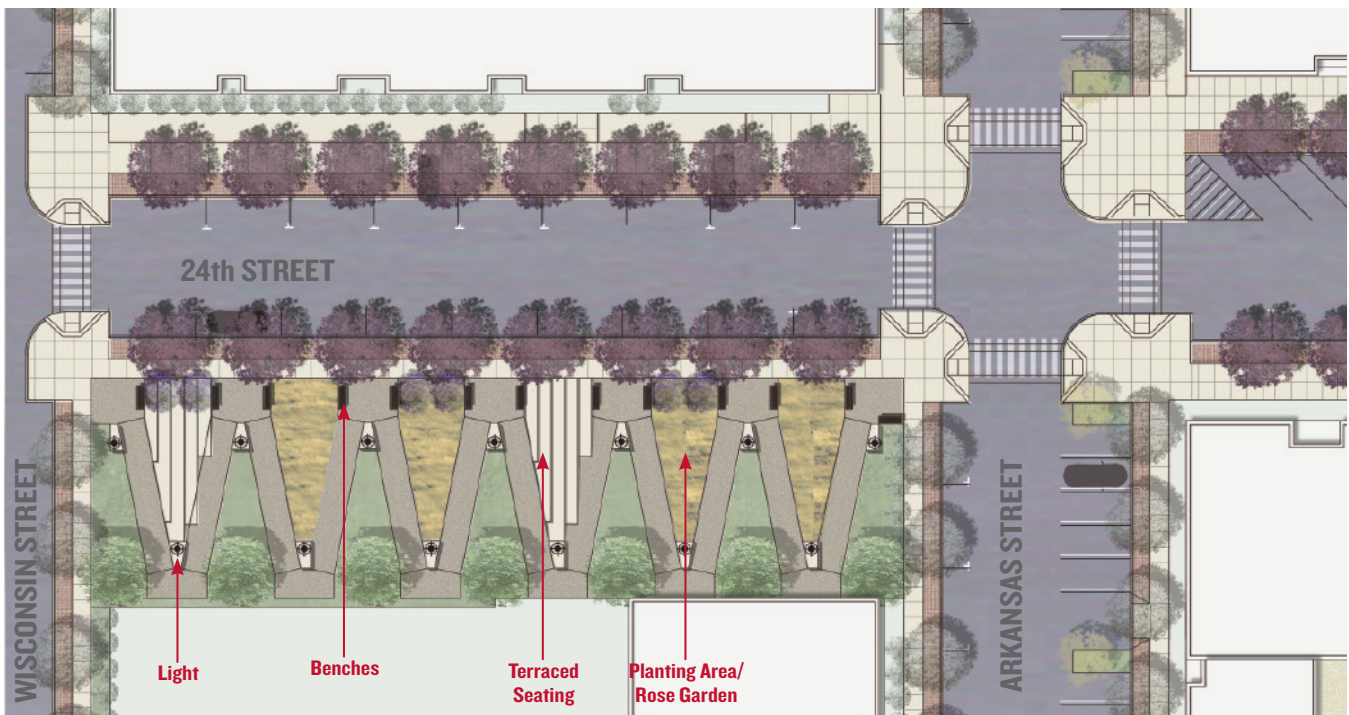 24th STREET
WISCONSIN STREET
ARKANSAS STREET
Light
Benches
Terraced
Seating
Planting Area/
Rose Garden